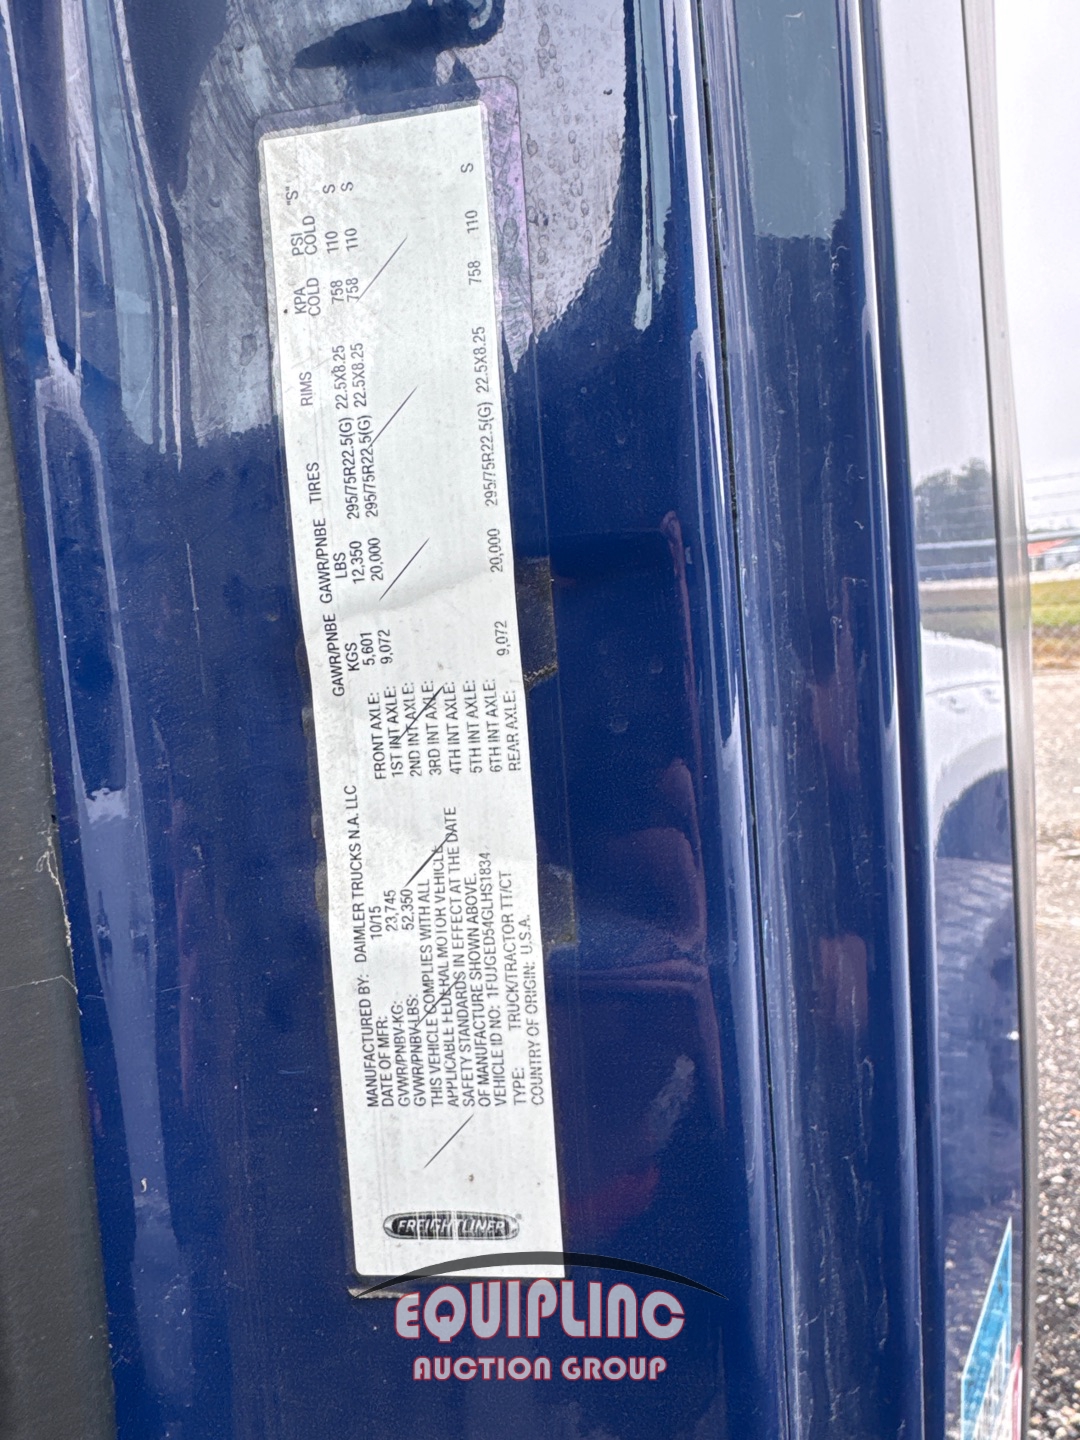 FREIGHTLINER®
MANUFACTURED BY: DAIMLER TRUCKS N.A. LLC
DATE OF MFR: 10/15
GVWR/PNBV-KG: 23,745
GVWR/PNBV-LBS: 52,350
THIS VEHICLE COMPLIES WITH ALL
APPLICABLE FEDERAL MOTOR VEHICLE
SAFETY STANDARDS IN EFFECT AT THE DATE
OF MANUFACTURE SHOWN ABOVE.
VEHICLE ID NO: 1FUJGED54GLHS1834
TYPE: TRUCK/TRACTOR TT/CT
COUNTRY OF ORIGIN: U.S.A.
GAWR/PNBE GAWR/PNBE TIRES RIMS KPA PSI "S"
KGS LBS COLD COLD
FRONT AXLE: 5,601 12,350 295/75R22.5(G) 22.5X8.25 758 110 S
1ST INT AXLE: 9,072 20,000 295/75R22.5(G) 22.5X8.25 758 110 S
2ND INT AXLE:
3RD INT AXLE:
4TH INT AXLE:
5TH INT AXLE:
6TH INT AXLE:
REAR AXLE: 9,072 20,000 295/75R22.5(G) 22.5X8.25 758 110 S
EQUIPLINC
AUCTION GROUP